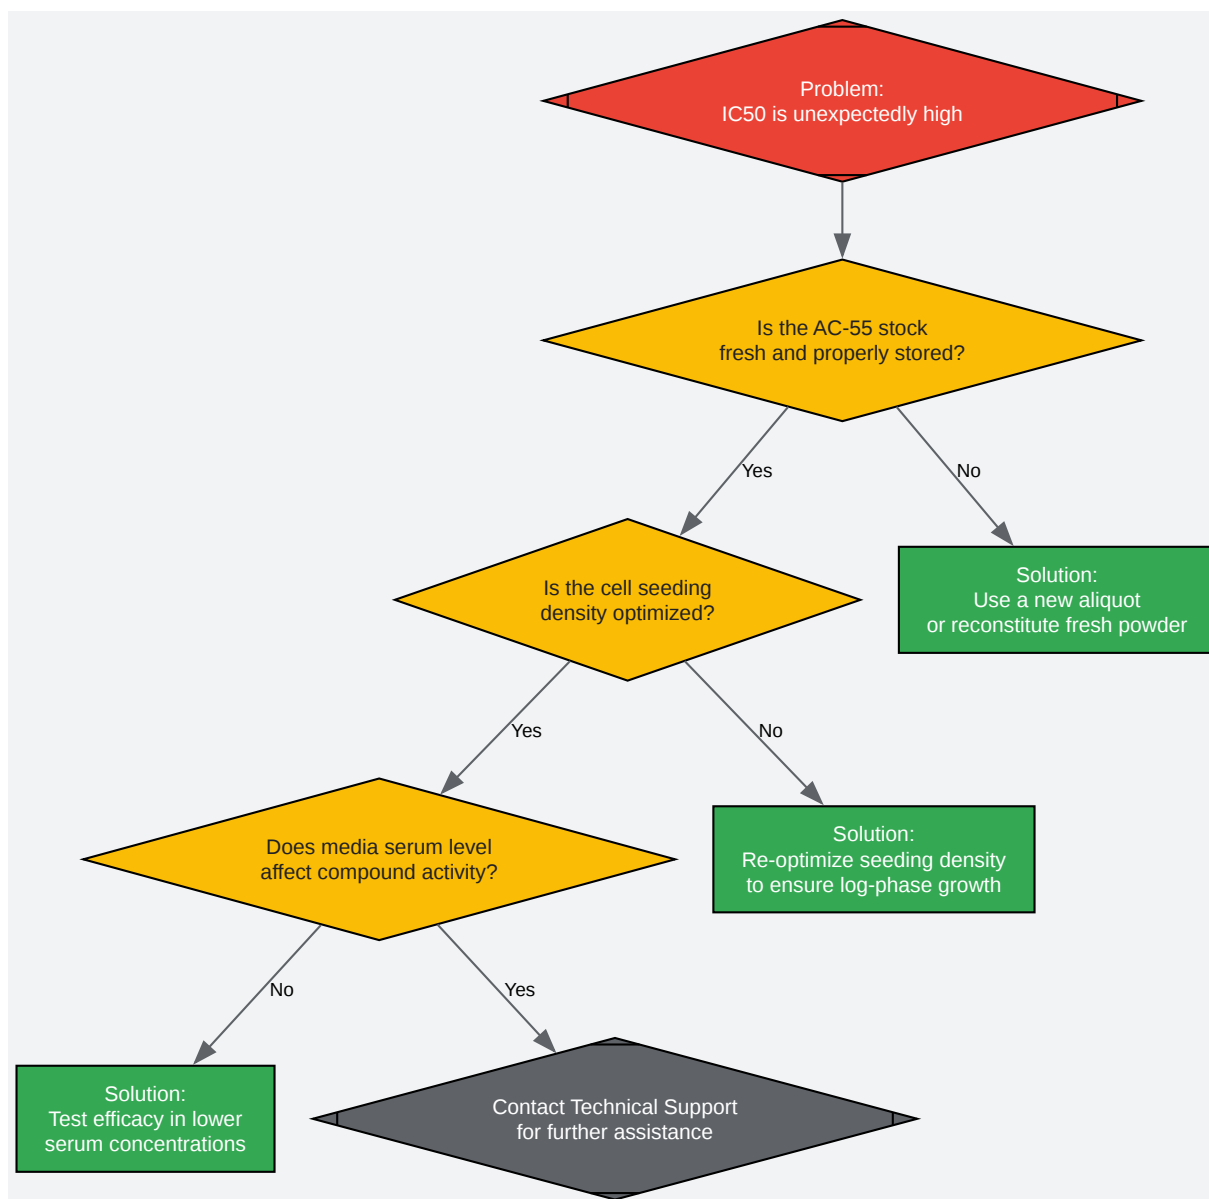 Problem:
IC50 is unexpectedly high
Is the AC-55 stock
fresh and properly stored?
Yes
No
Is the cell seeding
density optimized?
Solution:
Use a new aliquot
or reconstitute fresh powder
Yes
No
Does media serum level
affect compound activity?
Solution:
Re-optimize seeding density
to ensure log-phase growth
No
Yes
Solution:
Test efficacy in lower
serum concentrations
Contact Technical Support
for further assistance